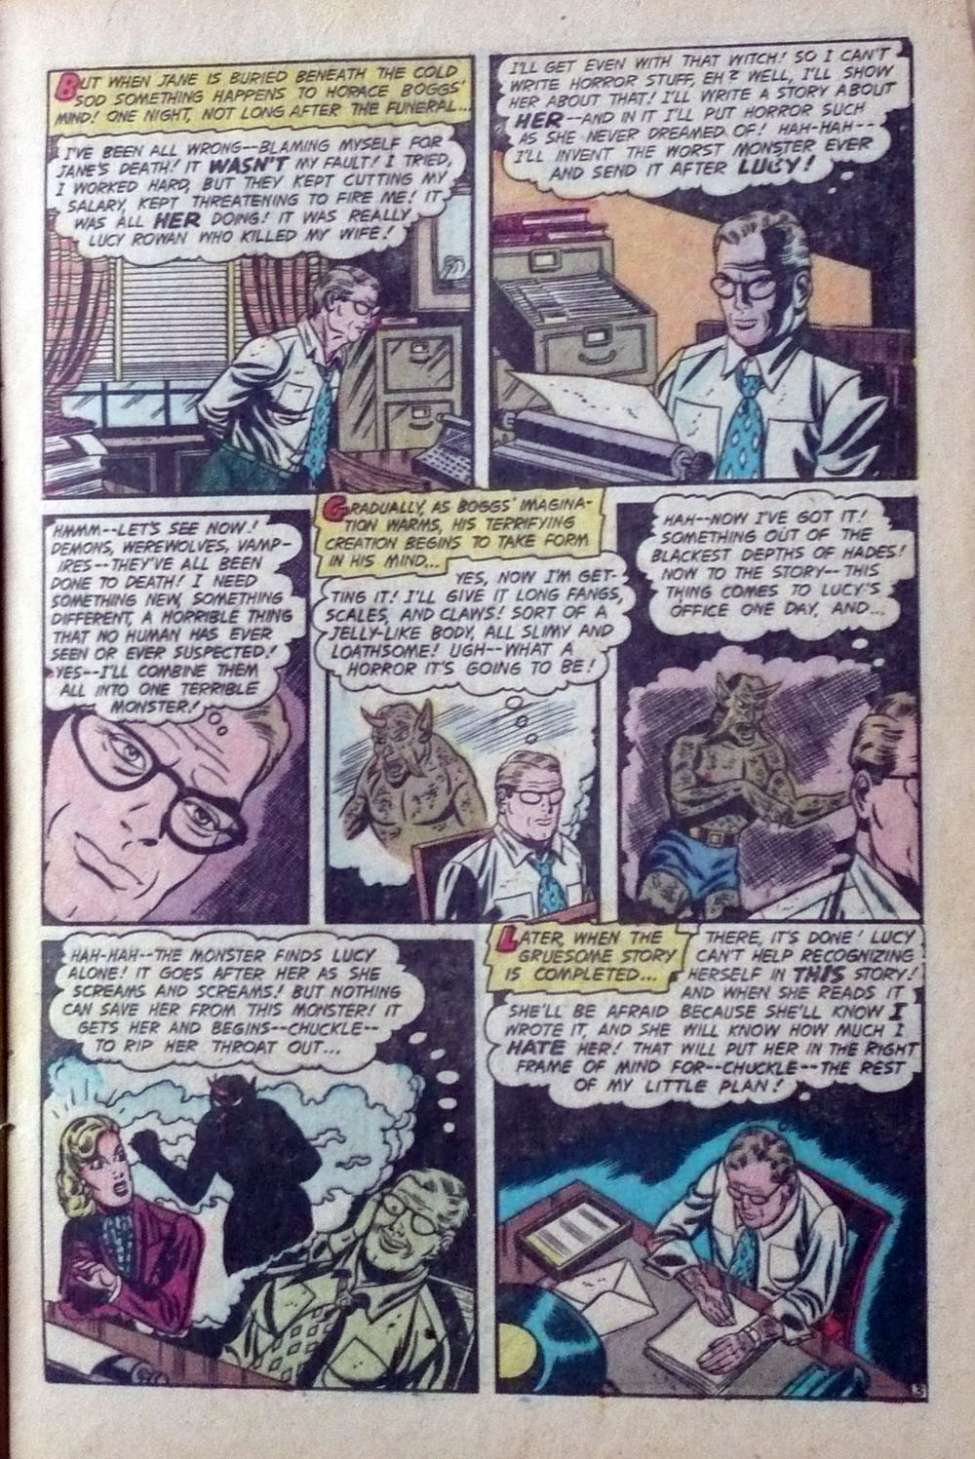 BUT WHEN JANE IS BURIED BENEATH THE COLD
SOD SOMETHING HAPPENS TO HORACE BOGGS'
MIND! ONE NIGHT, NOT LONG AFTER THE FUNERAL...
I'VE BEEN ALL WRONG--BLAMING MYSELF FOR
JANE'S DEATH! IT WASN'T MY FAULT! I TRIED,
I WORKED HARD, BUT THEY KEPT CUTTING MY
SALARY, KEPT THREATENING TO FIRE ME! IT
WAS ALL HER DOING! IT WAS REALLY
LUCY ROWAN WHO KILLED MY WIFE!
I'LL GET EVEN WITH THAT WITCH! SO I CAN'T
WRITE HORROR STUFF, EH? WELL, I'LL SHOW
HER ABOUT THAT! I'LL WRITE A STORY ABOUT
HER--AND IN IT I'LL PUT HORROR SUCH
AS SHE NEVER DREAMED OF! HAH-HAH--
I'LL INVENT THE WORST MONSTER EVER
AND SEND IT AFTER LUCY!
HMMM--LET'S SEE NOW!
DEMONS, WEREWOLVES, VAMP-
IRES--THEY'VE ALL BEEN
DONE TO DEATH! I NEED
SOMETHING NEW, SOMETHING
DIFFERENT, A HORRIBLE THING
THAT NO HUMAN HAS EVER
SEEN OR EVER SUSPECTED!
YES--I'LL COMBINE THEM
ALL INTO ONE TERRIBLE
MONSTER!
GRADUALLY, AS BOGGS' IMAGINA-
TION WARMS, HIS TERRIFYING
CREATION BEGINS TO TAKE FORM
IN HIS MIND...
YES, NOW I'M GET-
TING IT! I'LL GIVE IT LONG FANGS,
SCALES, AND CLAWS! SORT OF A
JELLY-LIKE BODY, ALL SLIMY AND
LOATHSOME! UGH--WHAT A
HORROR IT'S GOING TO BE!
HAH--NOW I'VE GOT IT!
SOMETHING OUT OF THE
BLACKEST DEPTHS OF HADES!
NOW TO THE STORY--THIS
THING COMES TO LUCY'S
OFFICE ONE DAY, AND...
HAH-HAH--THE MONSTER FINDS LUCY
ALONE! IT GOES AFTER HER AS SHE
SCREAMS AND SCREAMS! BUT NOTHING
CAN SAVE HER FROM THIS MONSTER! IT
GETS HER AND BEGINS--CHUCKLE--
TO RIP HER THROAT OUT...
LATER, WHEN THE
GRUESOME STORY
IS COMPLETED...
THERE, IT'S DONE! LUCY
CAN'T HELP RECOGNIZING
HERSELF IN THIS STORY!
AND WHEN SHE READS IT
SHE'LL BE AFRAID BECAUSE SHE'LL KNOW I
WROTE IT, AND SHE WILL KNOW HOW MUCH I
HATE HER! THAT WILL PUT HER IN THE RIGHT
FRAME OF MIND FOR--CHUCKLE--THE REST
OF MY LITTLE PLAN!
3